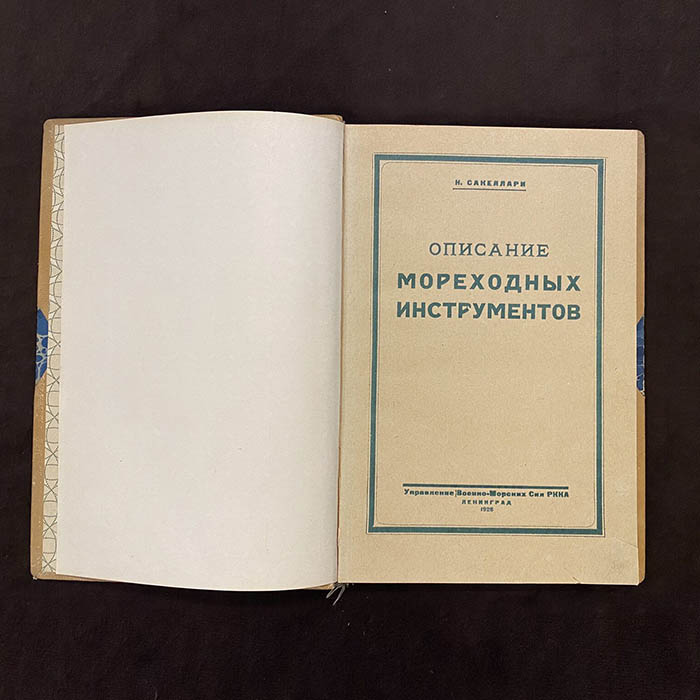 Н. САКЕЛЛАРИ
ОПИСАНИЕ
МОРЕХОДНЫХ
ИНСТРУМЕНТОВ
Управление Военно-Морских Сил РККА
ЛЕНИНГРАД
1926